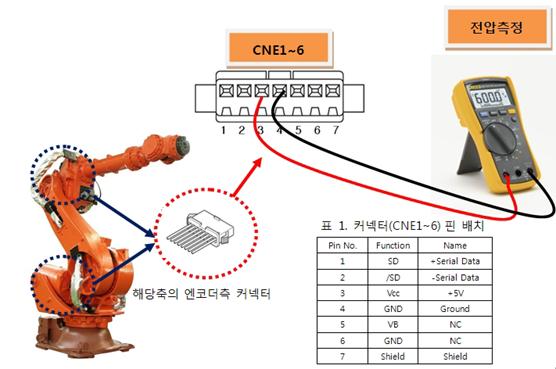 CNE1~6
전압측정
600.0
1 2 3 4 5 6 7
표 1. 커넥터(CNE1~6) 핀 배치
Pin No. Function Name
1 SD +Serial Data
2 /SD -Serial Data
3 Vcc +5V
4 GND Ground
5 VB NC
6 GND NC
7 Shield Shield
해당축의 엔코더측 커넥터